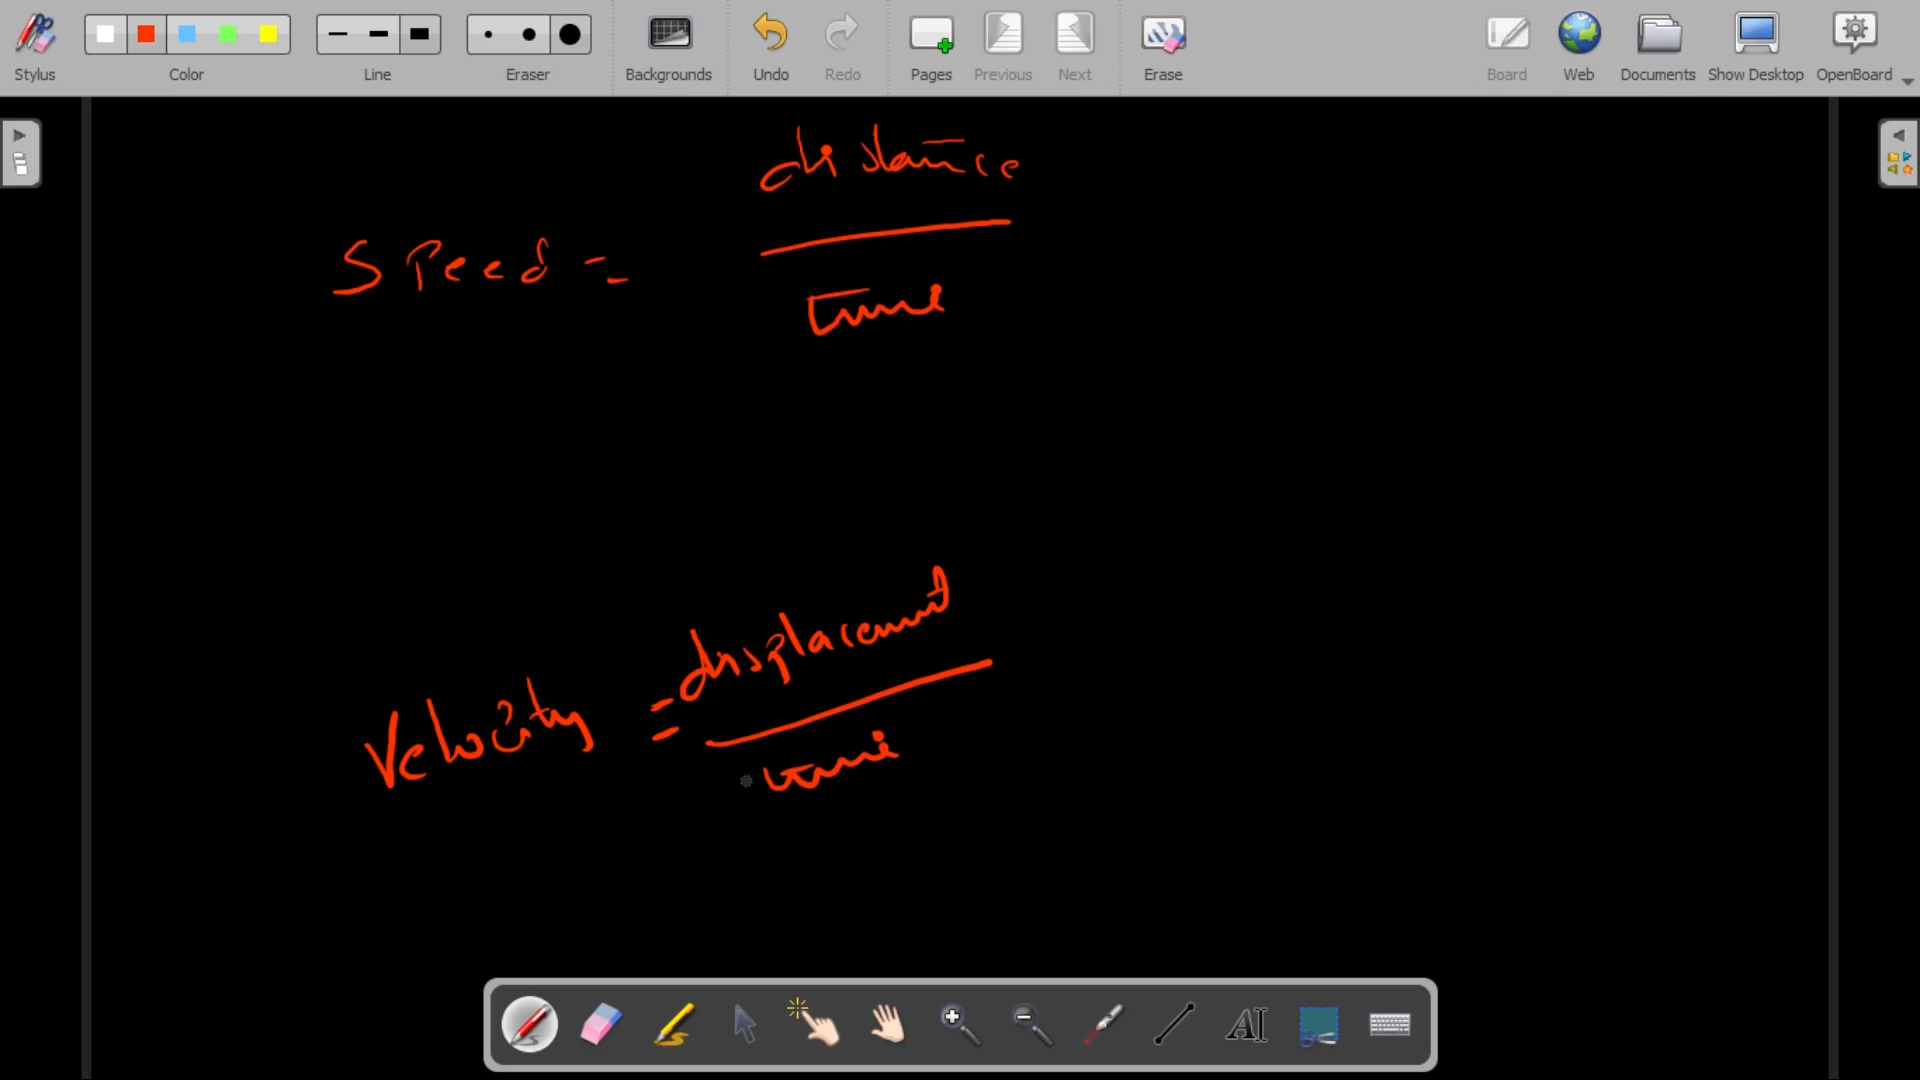 Stylus Color Line Eraser Backgrounds Undo Redo Pages Previous Next Erase Board Web Documents Show Desktop OpenBoard
distance
Speed =
time
displacement
Velocity =
time
AI